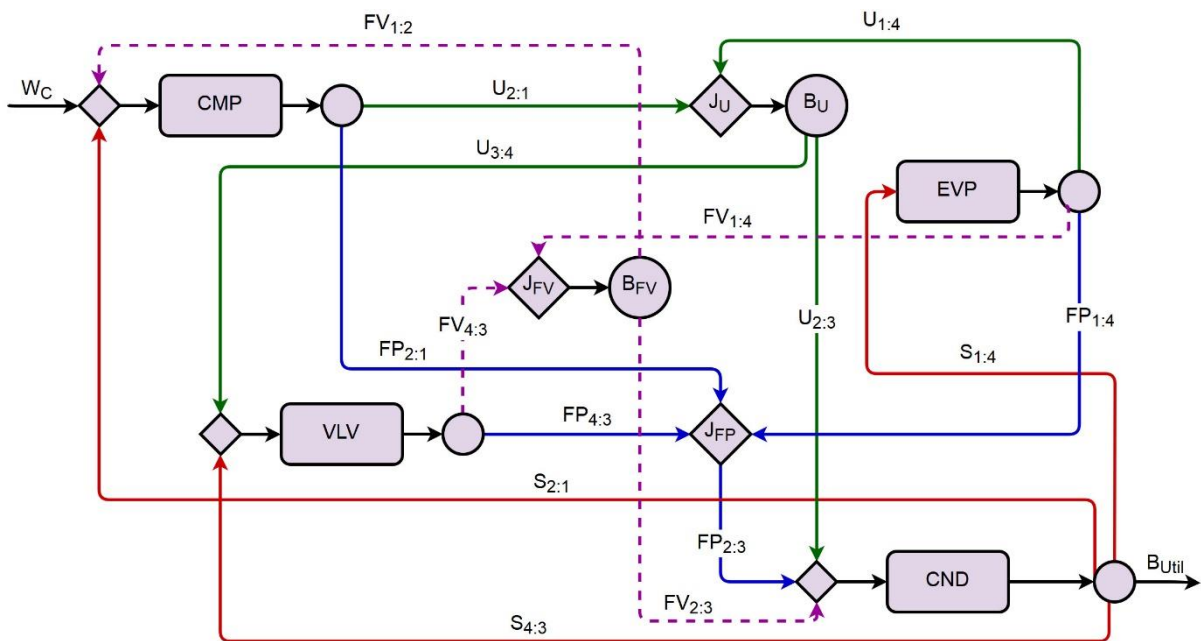 FV1:2
U1:4
WC
CMP
U2:1
JU
BU
U3:4
EVP
FV1:4
JFV
BFV
FV4:3
U2:3
FP1:4
FP2:1
S1:4
VLV
FP4:3
JFP
S2:1
FP2:3
CND
BUtil
FV2:3
S4:3